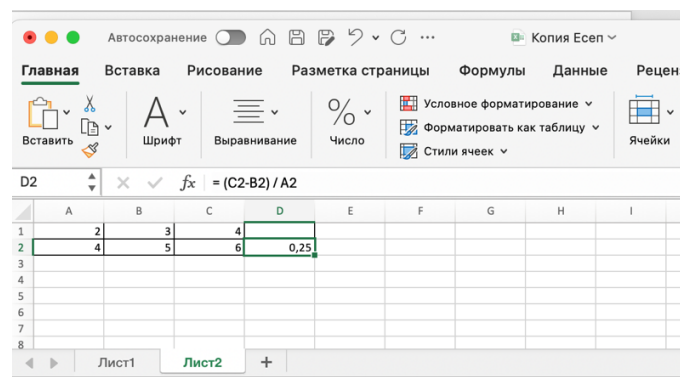 Автосохранение ... Копия Есеп
Главная Вставка Рисование Разметка страницы Формулы Данные Рецен
Вставить Шрифт Выравнивание Число Условное форматирование Форматировать как таблицу Стили ячеек Ячейки
D2 fx = (C2-B2) / A2
A B C D E F G H I
1 2 3 4
2 4 5 6 0,25
3
4
5
6
7
8
Лист1 Лист2 +